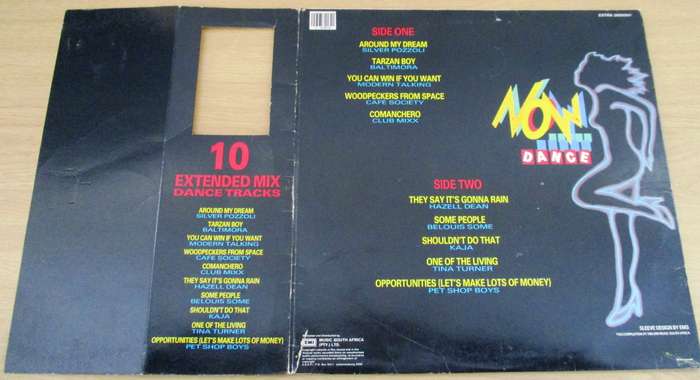 10
EXTENDED MIX
DANCE TRACKS
AROUND MY DREAM
SILVER POZZOLI
TARZAN BOY
BALTIMORA
YOU CAN WIN IF YOU WANT
MODERN TALKING
WOODPECKERS FROM SPACE
CAFE SOCIETY
COMANCHERO
CLUB MIXX
THEY SAY IT'S GONNA RAIN
HAZELL DEAN
SOME PEOPLE
BELOUIS SOME
SHOULDN'T DO THAT
KAJA
ONE OF THE LIVING
TINA TURNER
OPPORTUNITIES (LET'S MAKE LOTS OF MONEY)
PET SHOP BOYS
SIDE ONE
AROUND MY DREAM
SILVER POZZOLI
TARZAN BOY
BALTIMORA
YOU CAN WIN IF YOU WANT
MODERN TALKING
WOODPECKERS FROM SPACE
CAFE SOCIETY
COMANCHERO
CLUB MIXX
NOW
DANCE
SIDE TWO
THEY SAY IT'S GONNA RAIN
HAZELL DEAN
SOME PEOPLE
BELOUIS SOME
SHOULDN'T DO THAT
KAJA
ONE OF THE LIVING
TINA TURNER
OPPORTUNITIES (LET'S MAKE LOTS OF MONEY)
PET SHOP BOYS
EMI
MUSIC SOUTH AFRICA
(PTY.) LTD.
SLEEVE DESIGN BY EMS